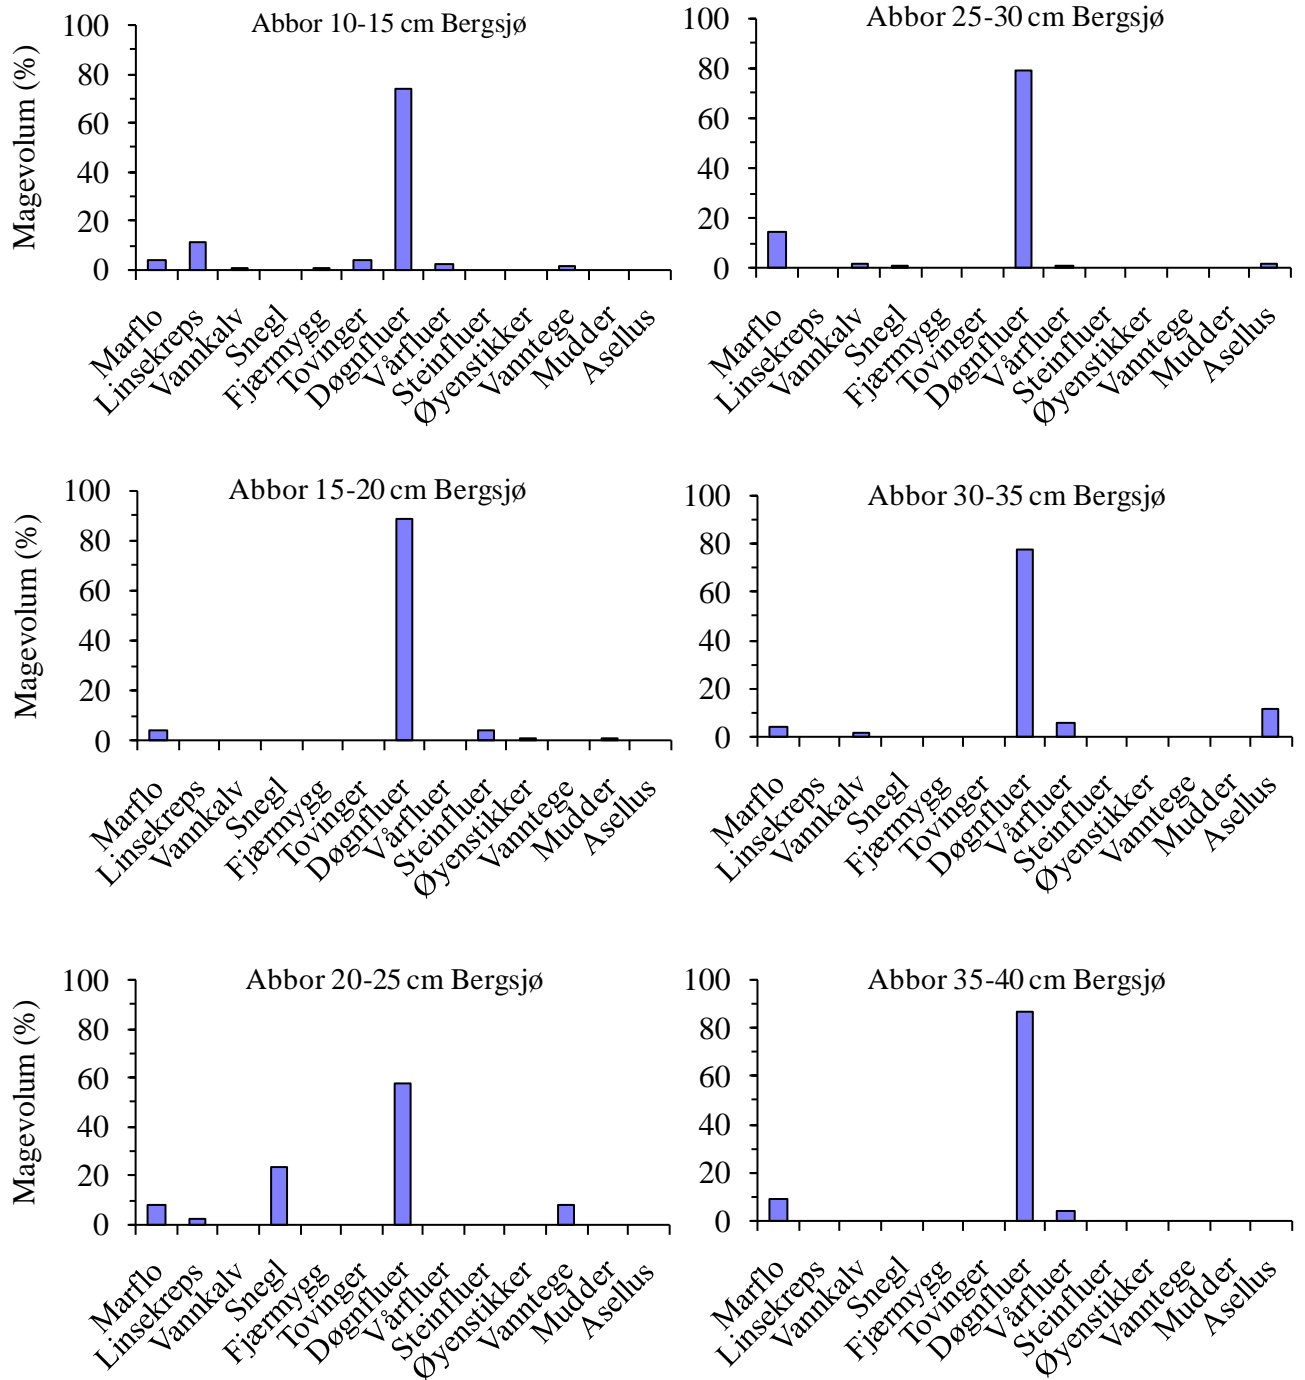 Abbor 10-15 cm Bergsjø
Magevolum (%)
100
80
60
40
20
0
Marflo
Linsekreps
Vannkalv
Snegl
Fjærmygg
Tovinger
Døgnfluer
Vårfluer
Steinfluer
Øyenstikker
Vanntege
Mudder
Asellus
Abbor 25-30 cm Bergsjø
100
80
60
40
20
0
Marflo
Linsekreps
Vannkalv
Snegl
Fjærmygg
Tovinger
Døgnfluer
Vårfluer
Steinfluer
Øyenstikker
Vanntege
Mudder
Asellus
Abbor 15-20 cm Bergsjø
Magevolum (%)
100
80
60
40
20
0
Marflo
Linsekreps
Vannkalv
Snegl
Fjærmygg
Tovinger
Døgnfluer
Vårfluer
Steinfluer
Øyenstikker
Vanntege
Mudder
Asellus
Abbor 30-35 cm Bergsjø
100
80
60
40
20
0
Marflo
Linsekreps
Vannkalv
Snegl
Fjærmygg
Tovinger
Døgnfluer
Vårfluer
Steinfluer
Øyenstikker
Vanntege
Mudder
Asellus
Abbor 20-25 cm Bergsjø
Magevolum (%)
100
80
60
40
20
0
Marflo
Linsekreps
Vannkalv
Snegl
Fjærmygg
Tovinger
Døgnfluer
Vårfluer
Steinfluer
Øyenstikker
Vanntege
Mudder
Asellus
Abbor 35-40 cm Bergsjø
100
80
60
40
20
0
Marflo
Linsekreps
Vannkalv
Snegl
Fjærmygg
Tovinger
Døgnfluer
Vårfluer
Steinfluer
Øyenstikker
Vanntege
Mudder
Asellus